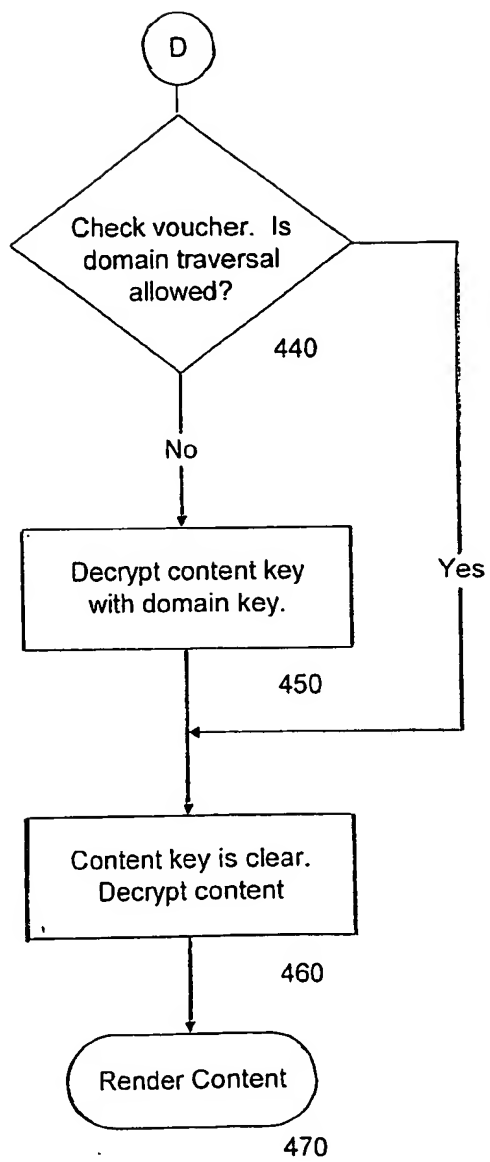 D
Check voucher. Is
domain traversal
allowed?
440
No
Decrypt content key
with domain key.
Yes
450
Content key is clear.
Decrypt content
460
Render Content
470